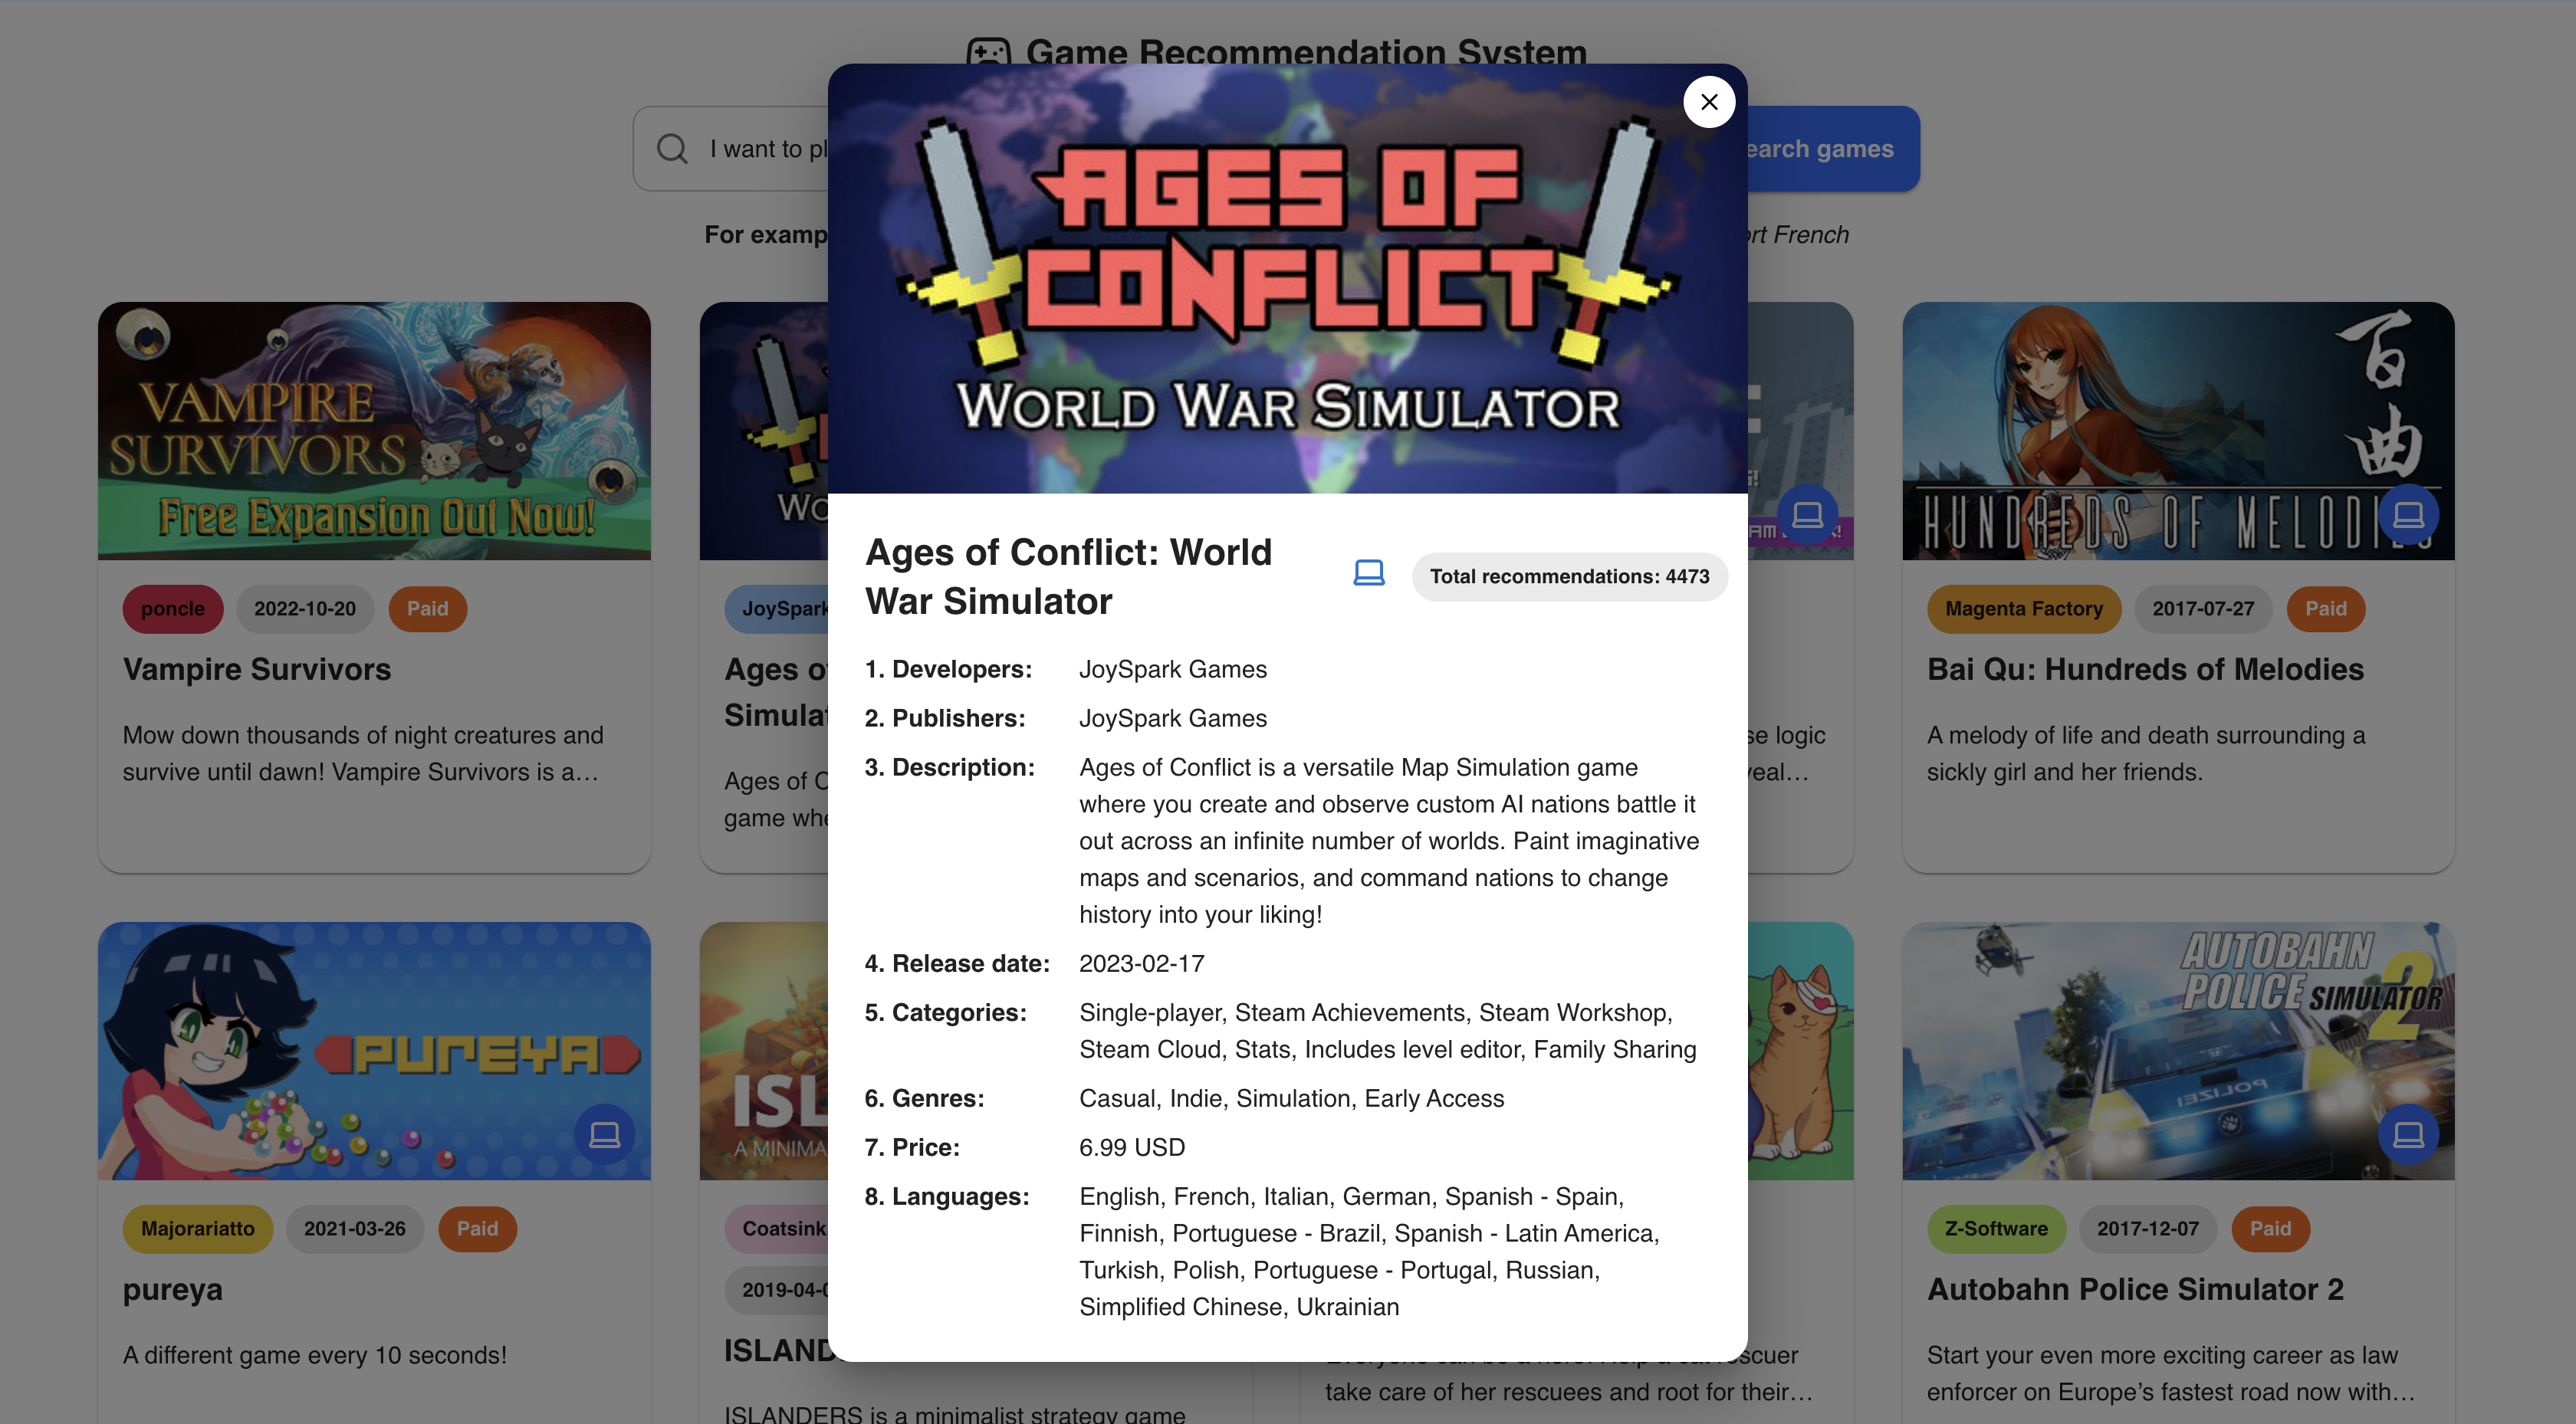 Game Recommendation System
I want to pl
earch games
For examp
ort French
AGES OF
CONFLICT
WORLD WAR SIMULATOR
Ages of Conflict: World
War Simulator
Total recommendations: 4473
1. Developers: JoySpark Games
2. Publishers: JoySpark Games
3. Description: Ages of Conflict is a versatile Map Simulation game
where you create and observe custom AI nations battle it
out across an infinite number of worlds. Paint imaginative
maps and scenarios, and command nations to change
history into your liking!
4. Release date: 2023-02-17
5. Categories: Single-player, Steam Achievements, Steam Workshop,
Steam Cloud, Stats, Includes level editor, Family Sharing
6. Genres: Casual, Indie, Simulation, Early Access
7. Price: 6.99 USD
8. Languages: English, French, Italian, German, Spanish - Spain,
Finnish, Portuguese - Brazil, Spanish - Latin America,
Turkish, Polish, Portuguese - Portugal, Russian,
Simplified Chinese, Ukrainian
VAMPIRE
SURVIVORS
Free Expansion Out Now!
poncle 2022-10-20 Paid
Vampire Survivors
Mow down thousands of night creatures and
survive until dawn! Vampire Survivors is a…
WO
JoySpark
Ages o
Simula
Ages of C
game whe
se logic
eal…
百曲
HUNDREDS OF MELODIES
Magenta Factory 2017-07-27 Paid
Bai Qu: Hundreds of Melodies
A melody of life and death surrounding a
sickly girl and her friends.
PUREYA
Majorariatto 2021-03-26 Paid
pureya
A different game every 10 seconds!
ISL
A MINIMA
Coatsink
2019-04-0
ISLAND
ISLANDERS is a minimalist strategy game
scuer
take care of her rescuees and root for their…
AUTOBAHN
POLICE SIMULATOR 2
POLIZEI
Z-Software 2017-12-07 Paid
Autobahn Police Simulator 2
Start your even more exciting career as law
enforcer on Europe’s fastest road now with…